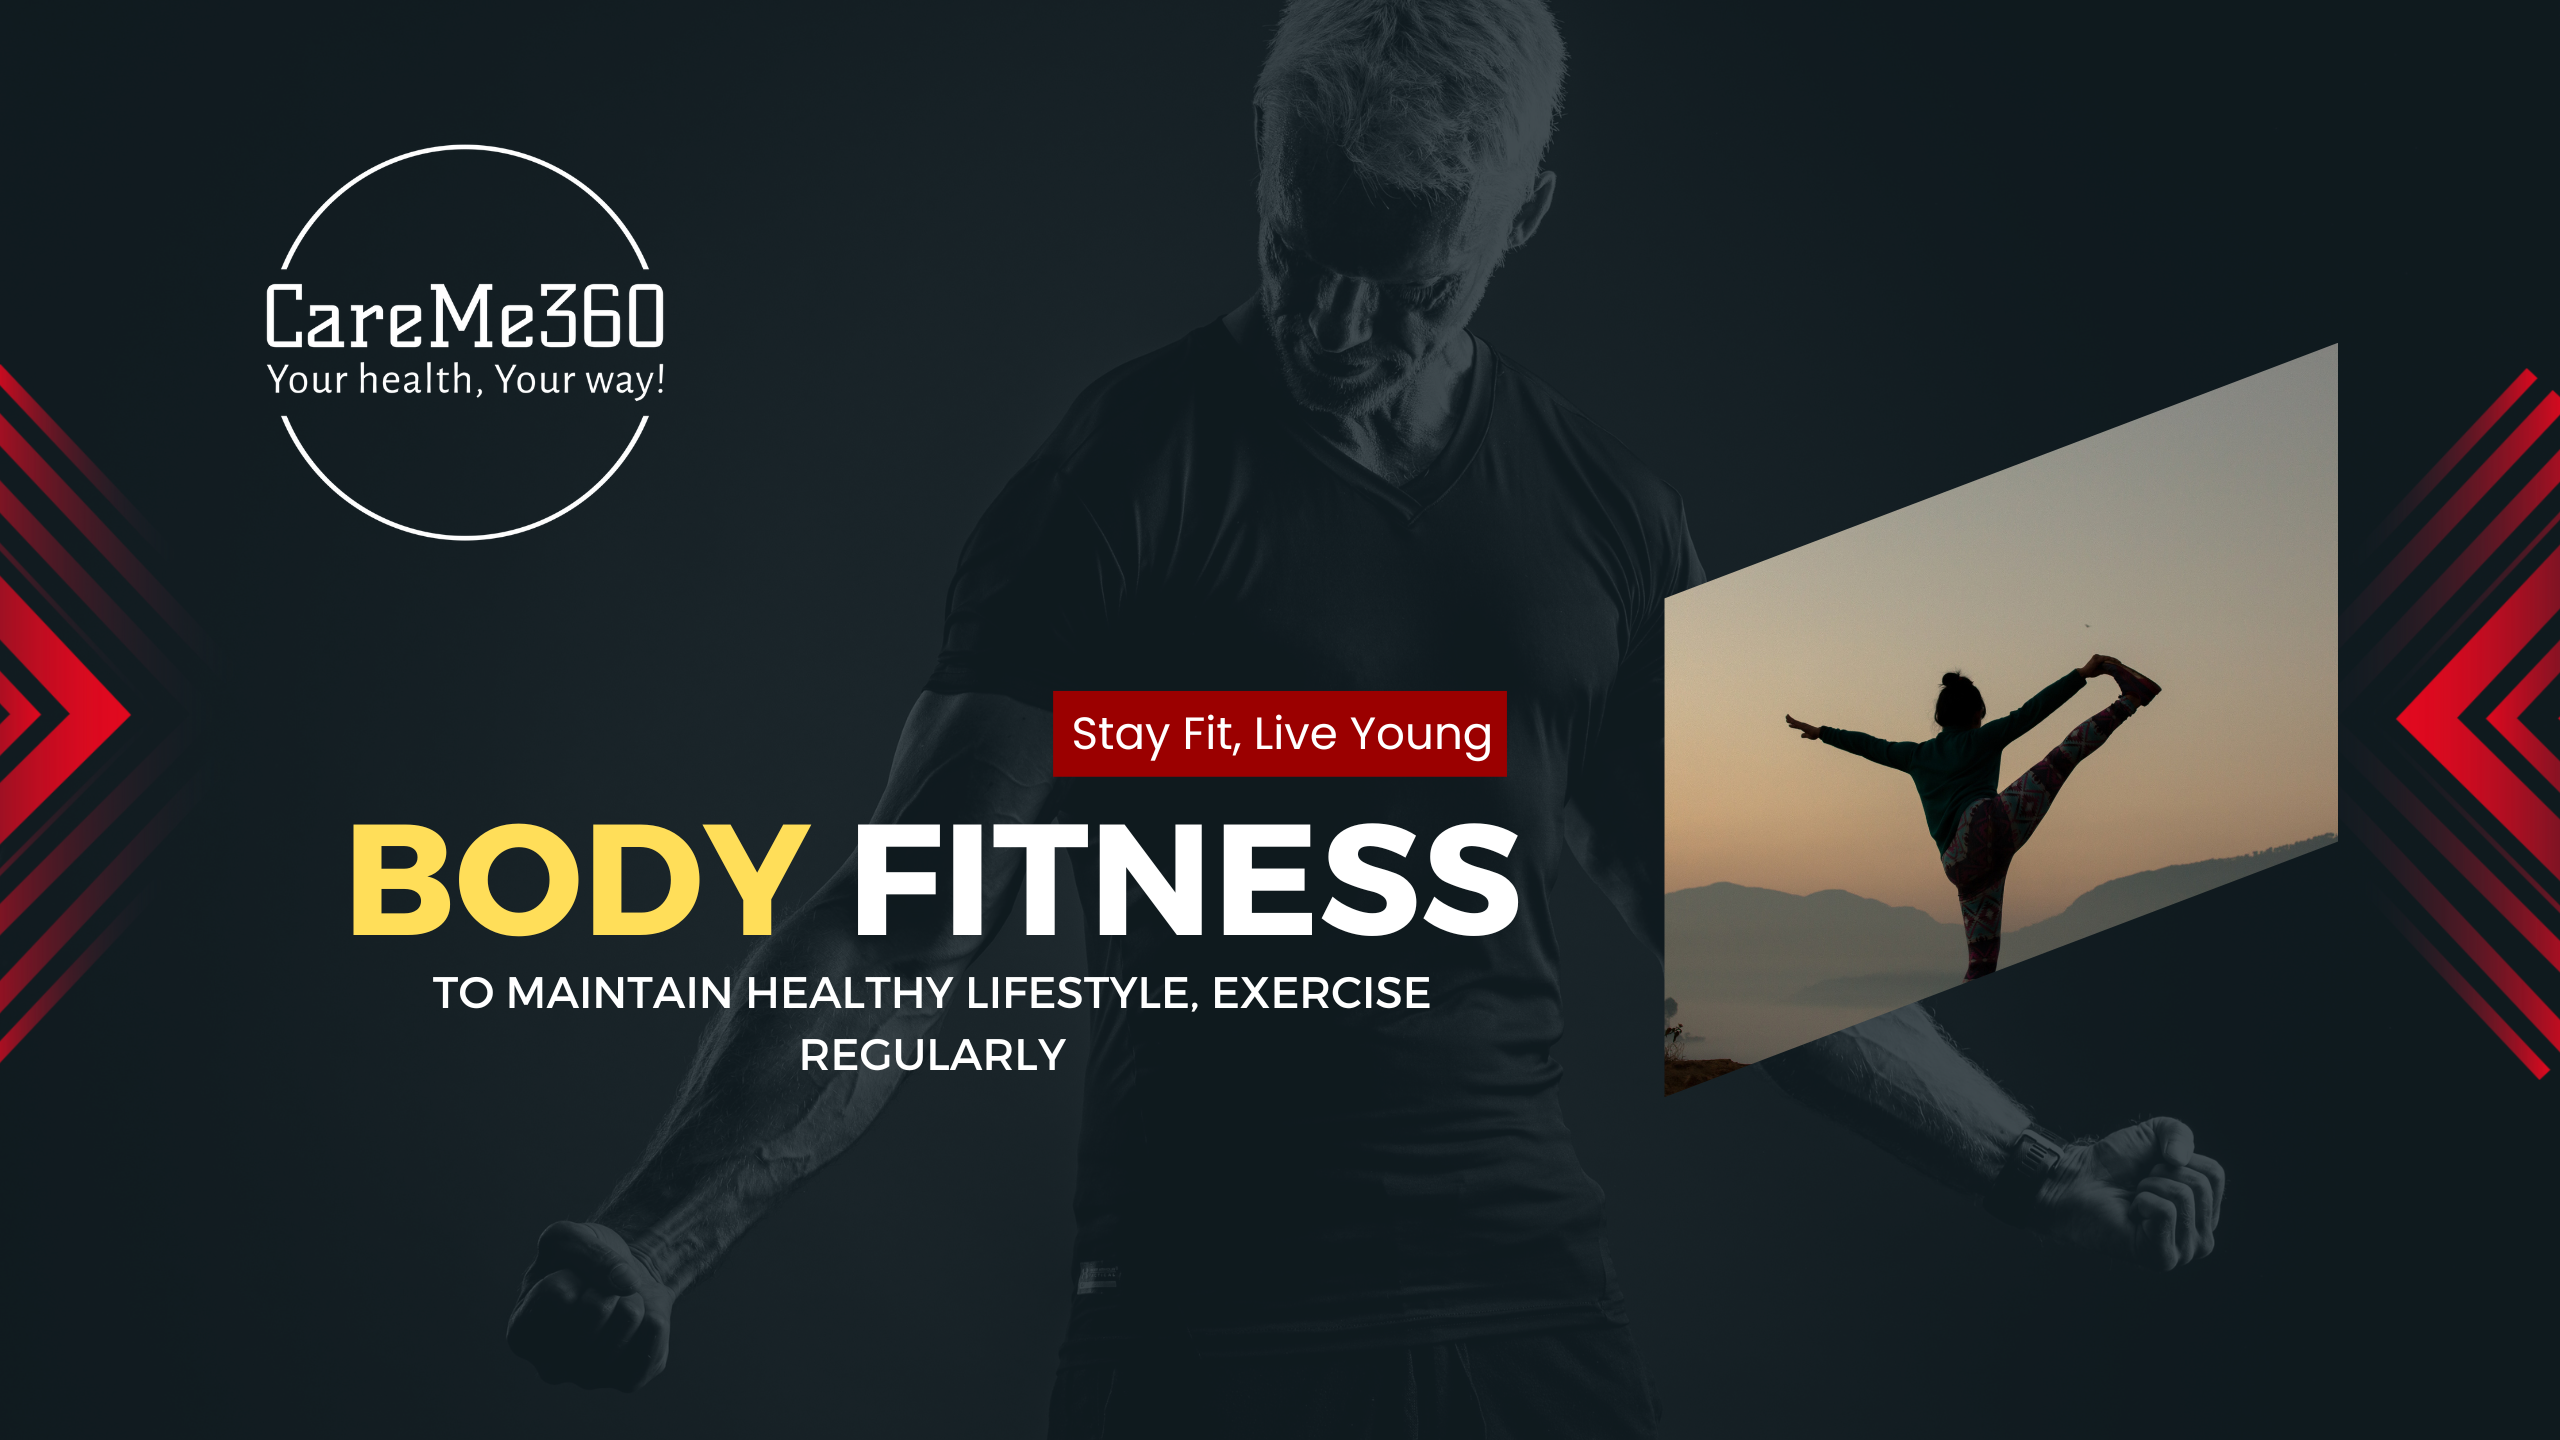 CareMe360
Your health, Your way!
Stay Fit, Live Young
BODY FITNESS
TO MAINTAIN HEALTHY LIFESTYLE, EXERCISE
REGULARLY